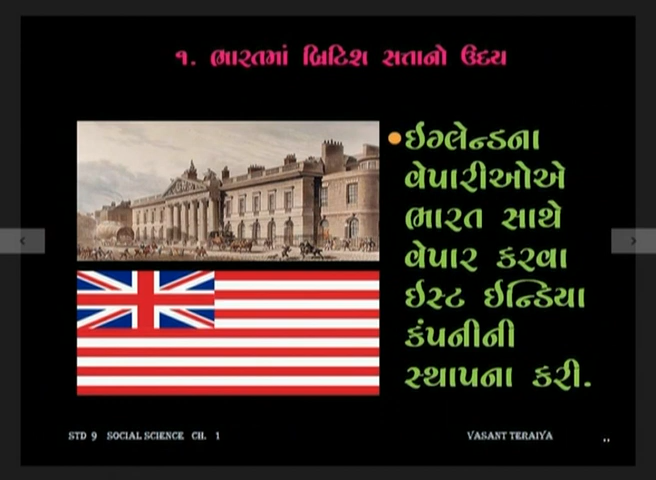 ૧. ભારતમાં બ્રિટિશ સત્તાનો ઉદય
ઈંગ્લેન્ડના
વેપારીઓએ
ભારત સાથે
વેપાર કરવા
ઈસ્ટ ઈન્ડિયા
કંપનીની
સ્થાપના કરી.
STD 9 SOCIAL SCIENCE CH. 1
VASANT TERAIYA